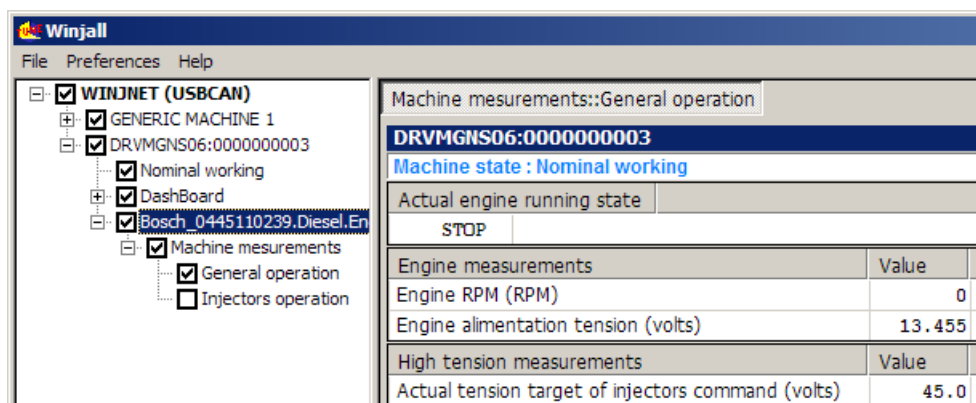 Winjall
File Preferences Help
WINJNET (USBCAN)
GENERIC MACHINE 1
DRVMGNS06:0000000003
Nominal working
DashBoard
Bosch_0445110239.Diesel.En
Machine mesurements
General operation
Injectors operation
Machine mesurements::General operation
DRVMGNS06:0000000003
Machine state : Nominal working
Actual engine running state
STOP
Engine measurements Value
Engine RPM (RPM) 0
Engine alimentation tension (volts) 13.455
High tension measurements Value
Actual tension target of injectors command (volts) 45.0